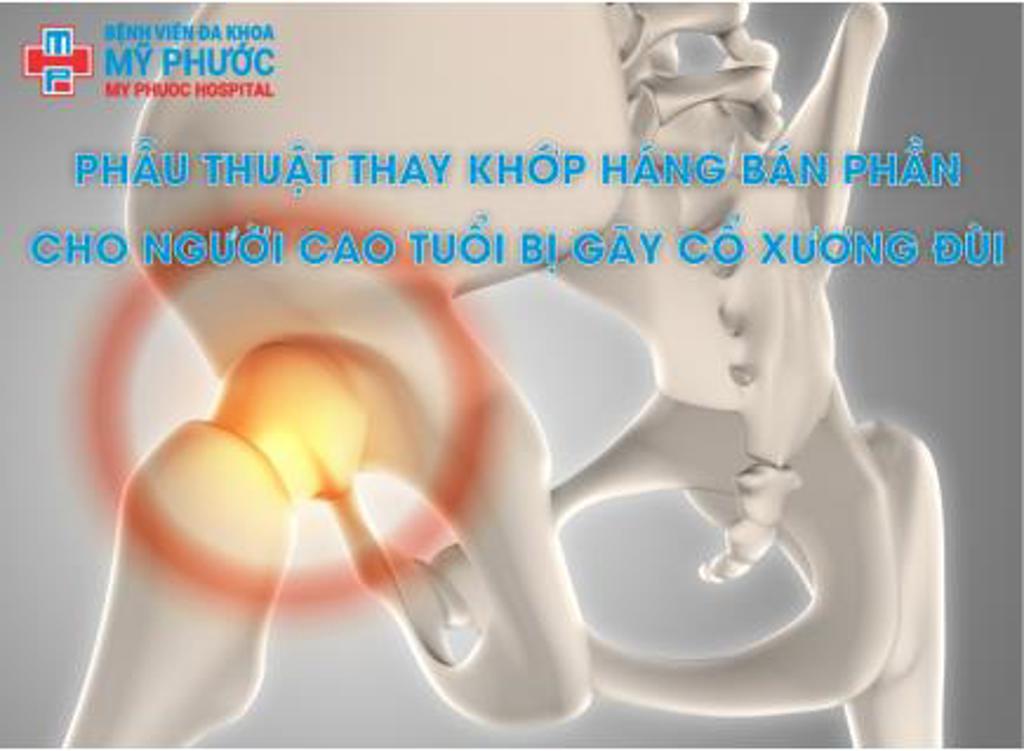 BỆNH VIỆN ĐA KHOA
MỸ PHƯỚC
MY PHUOC HOSPITAL
PHẪU THUẬT THAY KHỚP HÁNG BÁN PHẦN
CHO NGƯỜI CAO TUỔI BỊ GÃY CỔ XƯƠNG ĐÙI